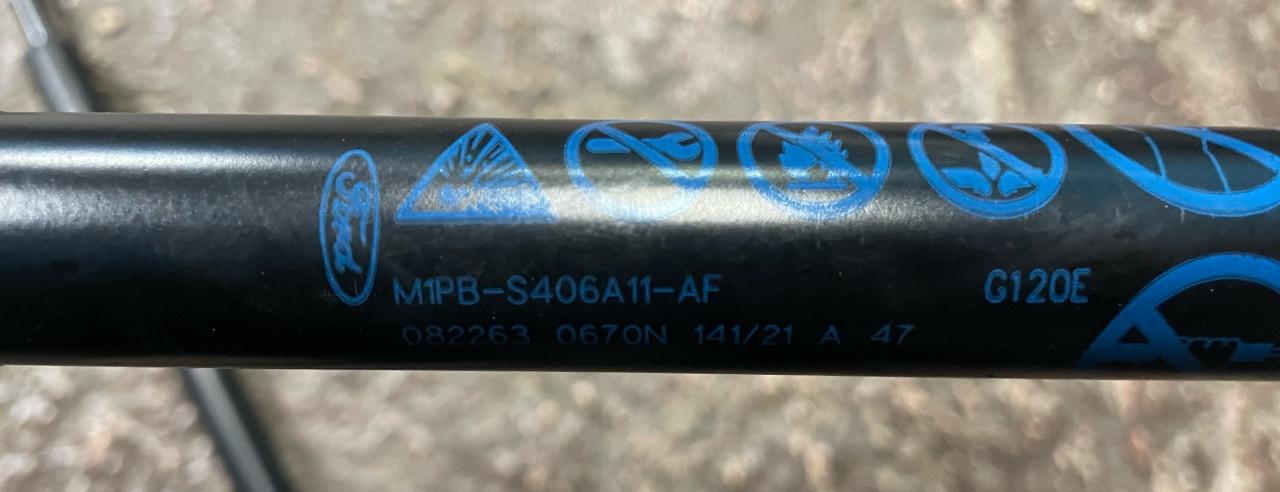 Ford
M1PB-S406A11-AF G120E
082263 0670N 141/21 A 47